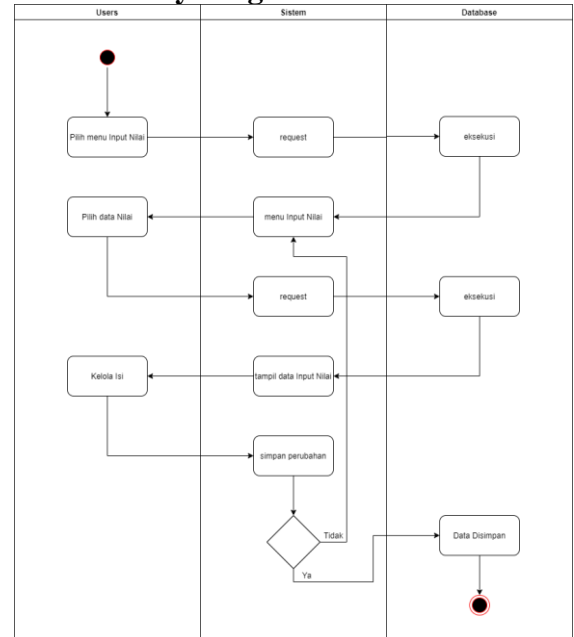 Users
Sistem
Database
Pilih menu Input Nilai
request
eksekusi
Pilih data Nilai
menu Input Nilai
request
eksekusi
Kelola Isi
tampil data Input Nilai
simpan perubahan
Tidak
Ya
Data Disimpan